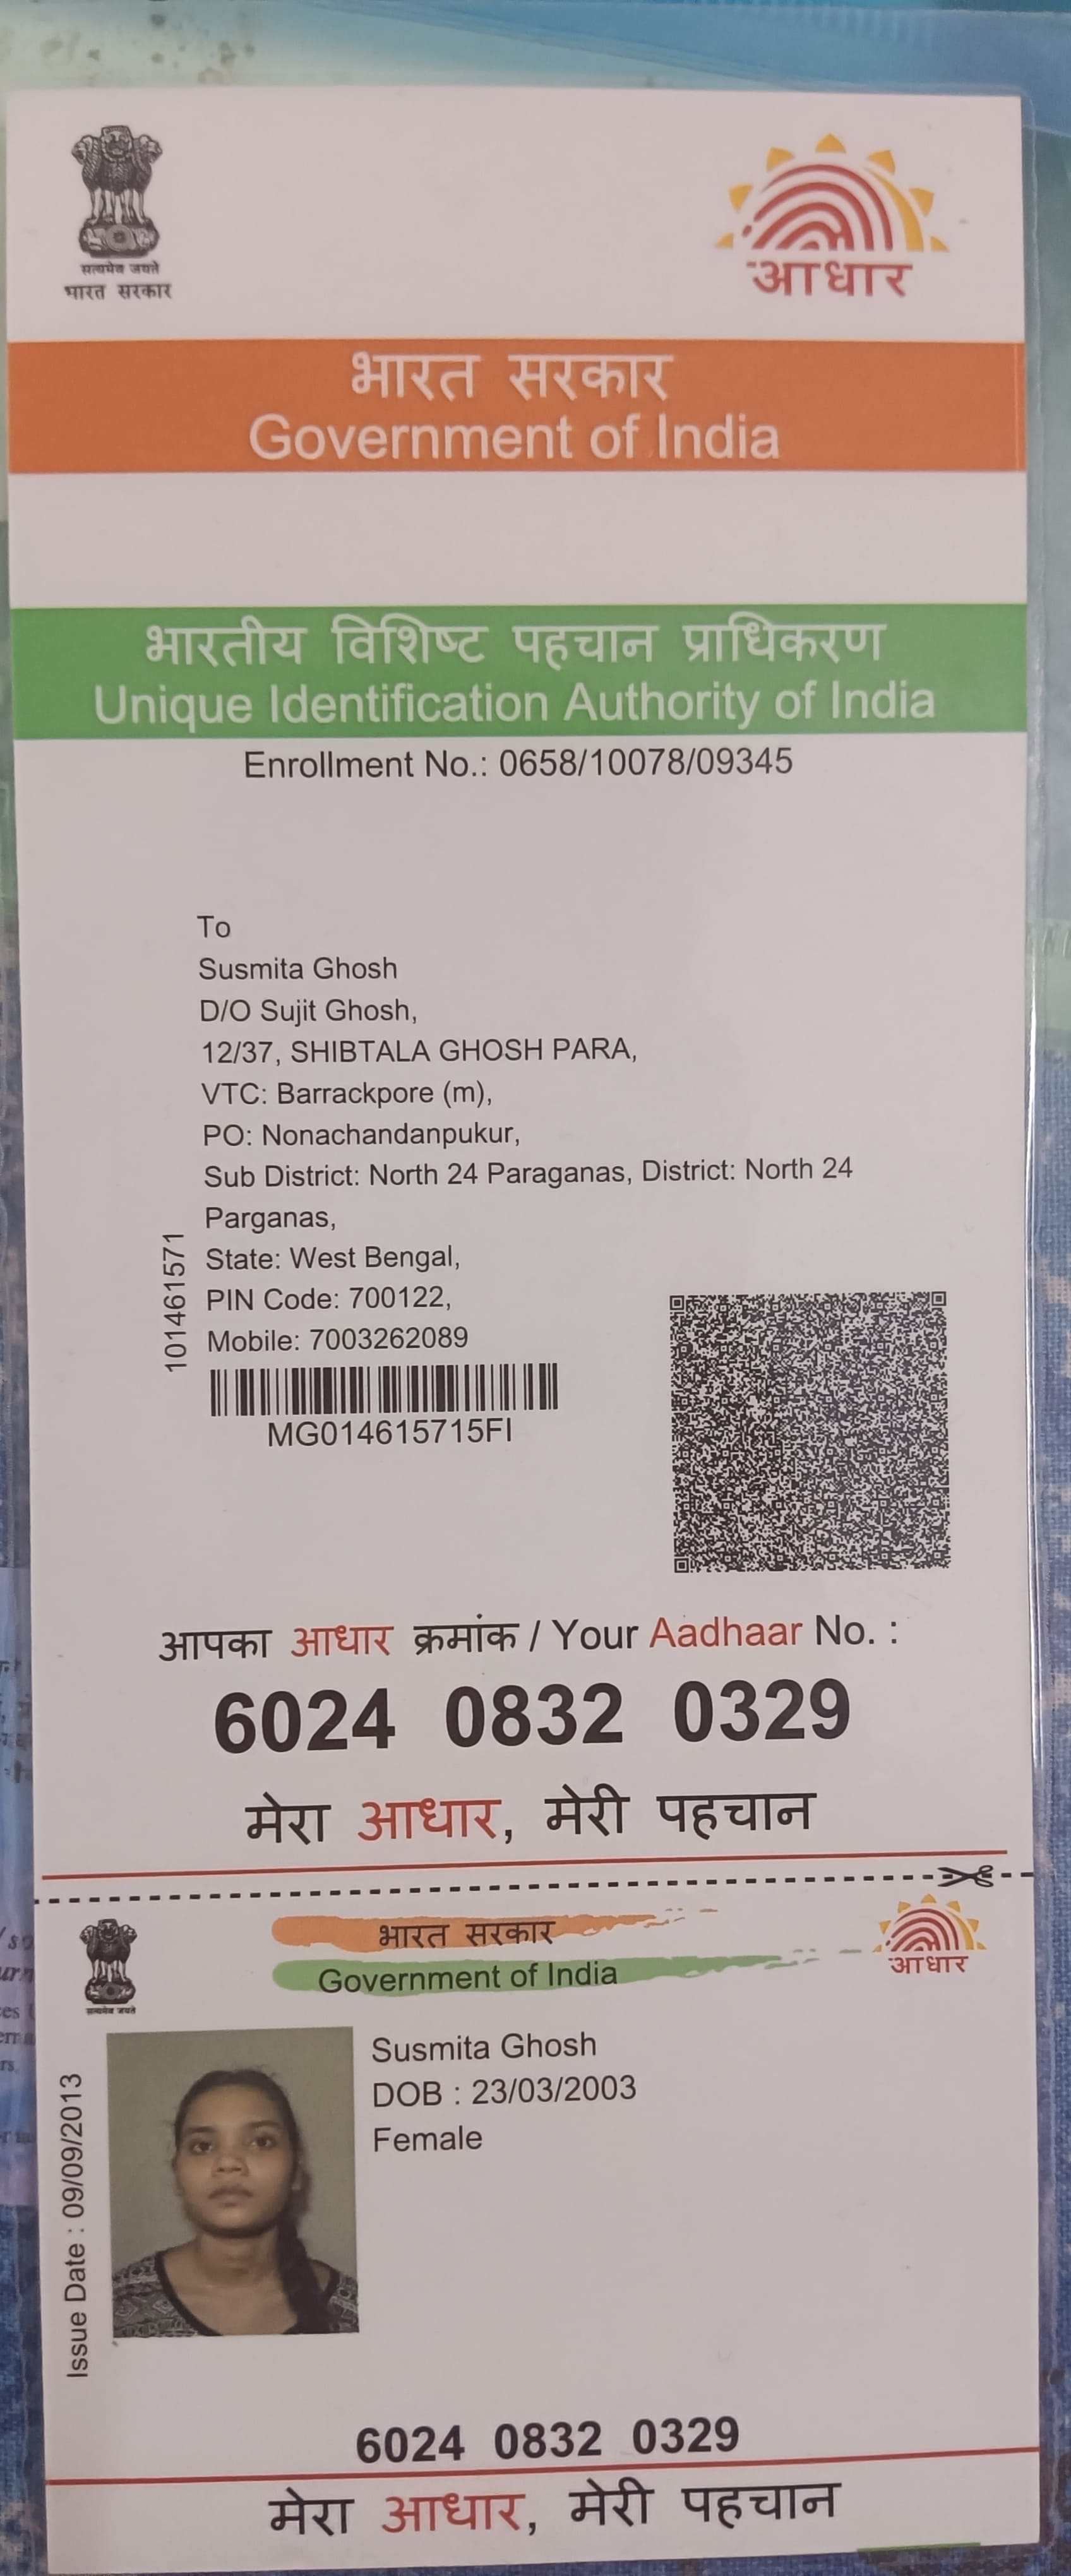 सत्यमेव जयते
भारत सरकार
आधार
भारत सरकार
Government of India
भारतीय विशिष्ट पहचान प्राधिकरण
Unique Identification Authority of India
Enrollment No.: 0658/10078/09345
To
Susmita Ghosh
D/O Sujit Ghosh,
12/37, SHIBTALA GHOSH PARA,
VTC: Barrackpore (m),
PO: Nonachandanpukur,
Sub District: North 24 Paraganas, District: North 24
Parganas,
State: West Bengal,
PIN Code: 700122,
Mobile: 7003262089
101461571
MG014615715FI
आपका आधार क्रमांक / Your Aadhaar No. :
6024 0832 0329
मेरा आधार, मेरी पहचान
भारत सरकार
Government of India
सत्यमेव जयते
आधार
Susmita Ghosh
DOB : 23/03/2003
Female
Issue Date : 09/09/2013
6024 0832 0329
मेरा आधार, मेरी पहचान